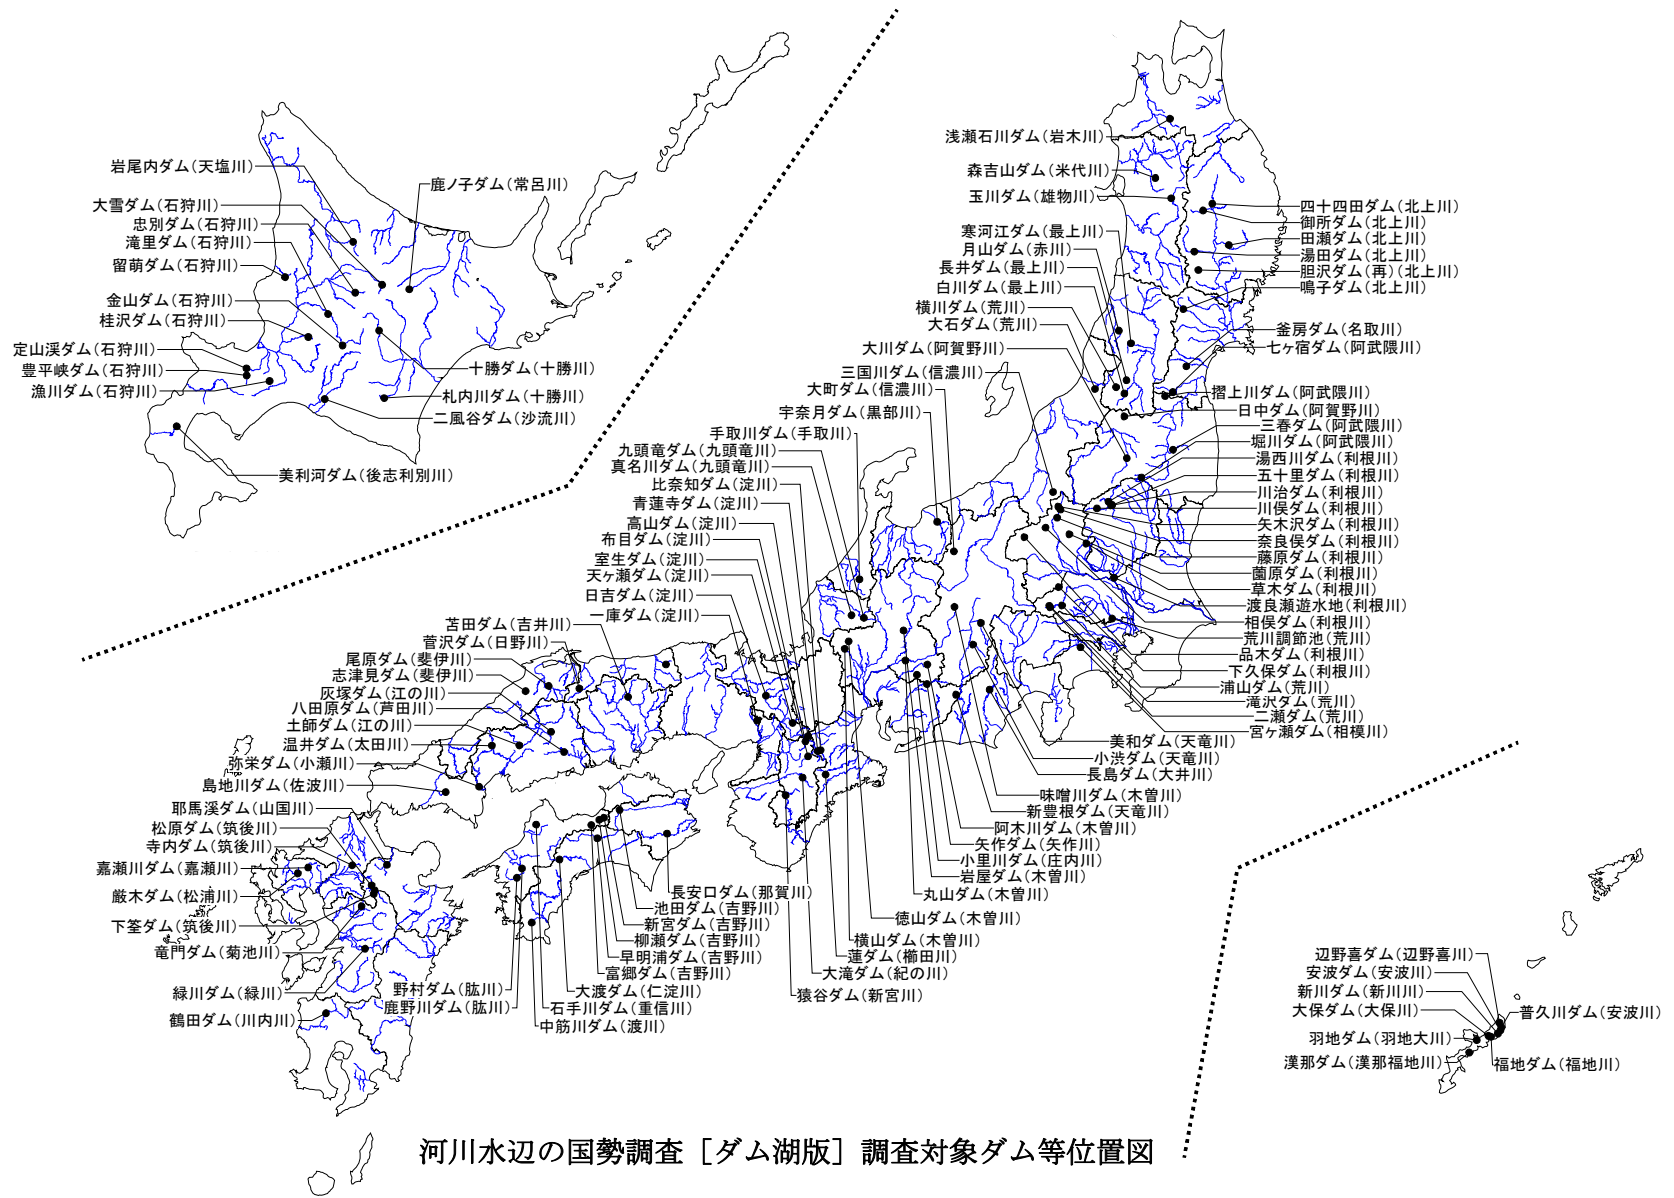 岩尾内ダム(天塩川)
鹿ノ子ダム(常呂川)
大雪ダム(石狩川)
忠別ダム(石狩川)
滝里ダム(石狩川)
留萌ダム(石狩川)
金山ダム(石狩川)
桂沢ダム(石狩川)
定山渓ダム(石狩川)
豊平峡ダム(石狩川)
漁川ダム(石狩川)
十勝ダム(十勝川)
札内川ダム(十勝川)
二風谷ダム(沙流川)
美利河ダム(後志利別川)
浅瀬石川ダム(岩木川)
森吉山ダム(米代川)
玉川ダム(雄物川)
寒河江ダム(最上川)
月山ダム(赤川)
長井ダム(最上川)
白川ダム(最上川)
横川ダム(荒川)
大石ダム(荒川)
大川ダム(阿賀野川)
三国川ダム(信濃川)
大町ダム(信濃川)
宇奈月ダム(黒部川)
手取川ダム(手取川)
九頭竜ダム(九頭竜川)
真名川ダム(九頭竜川)
比奈知ダム(淀川)
青蓮寺ダム(淀川)
高山ダム(淀川)
布目ダム(淀川)
室生ダム(淀川)
天ヶ瀬ダム(淀川)
日吉ダム(淀川)
一庫ダム(淀川)
苫田ダム(吉井川)
菅沢ダム(日野川)
尾原ダム(斐伊川)
志津見ダム(斐伊川)
灰塚ダム(江の川)
八田原ダム(芦田川)
土師ダム(江の川)
温井ダム(太田川)
弥栄ダム(小瀬川)
島地川ダム(佐波川)
耶馬溪ダム(山国川)
松原ダム(筑後川)
寺内ダム(筑後川)
嘉瀬川ダム(嘉瀬川)
厳木ダム(松浦川)
下筌ダム(筑後川)
竜門ダム(菊池川)
緑川ダム(緑川)
鶴田ダム(川内川)
四十四田ダム(北上川)
御所ダム(北上川)
田瀬ダム(北上川)
湯田ダム(北上川)
胆沢ダム(再)(北上川)
鳴子ダム(北上川)
釜房ダム(名取川)
七ヶ宿ダム(阿武隈川)
摺上川ダム(阿武隈川)
日中ダム(阿賀野川)
三春ダム(阿武隈川)
堀川ダム(阿武隈川)
湯西川ダム(利根川)
五十里ダム(利根川)
川治ダム(利根川)
川俣ダム(利根川)
矢木沢ダム(利根川)
奈良俣ダム(利根川)
藤原ダム(利根川)
薗原ダム(利根川)
草木ダム(利根川)
渡良瀬遊水地(利根川)
相俣ダム(利根川)
荒川調節池(荒川)
品木ダム(利根川)
下久保ダム(利根川)
浦山ダム(荒川)
滝沢ダム(荒川)
二瀬ダム(荒川)
宮ヶ瀬ダム(相模川)
美和ダム(天竜川)
小渋ダム(天竜川)
長島ダム(大井川)
味噌川ダム(木曽川)
新豊根ダム(天竜川)
阿木川ダム(木曽川)
矢作ダム(矢作川)
小里川ダム(庄内川)
岩屋ダム(木曽川)
丸山ダム(木曽川)
徳山ダム(木曽川)
横山ダム(木曽川)
蓮ダム(櫛田川)
大滝ダム(紀の川)
猿谷ダム(新宮川)
長安口ダム(那賀川)
池田ダム(吉野川)
新宮ダム(吉野川)
柳瀬ダム(吉野川)
早明浦ダム(吉野川)
富郷ダム(吉野川)
大渡ダム(仁淀川)
石手川ダム(重信川)
中筋川ダム(渡川)
野村ダム(肱川)
鹿野川ダム(肱川)
辺野喜ダム(辺野喜川)
安波ダム(安波川)
新川ダム(新川川)
大保ダム(大保川)
普久川ダム(安波川)
羽地ダム(羽地大川)
漢那ダム(漢那福地川)
福地ダム(福地川)
河川水辺の国勢調査［ダム湖版］調査対象ダム等位置図